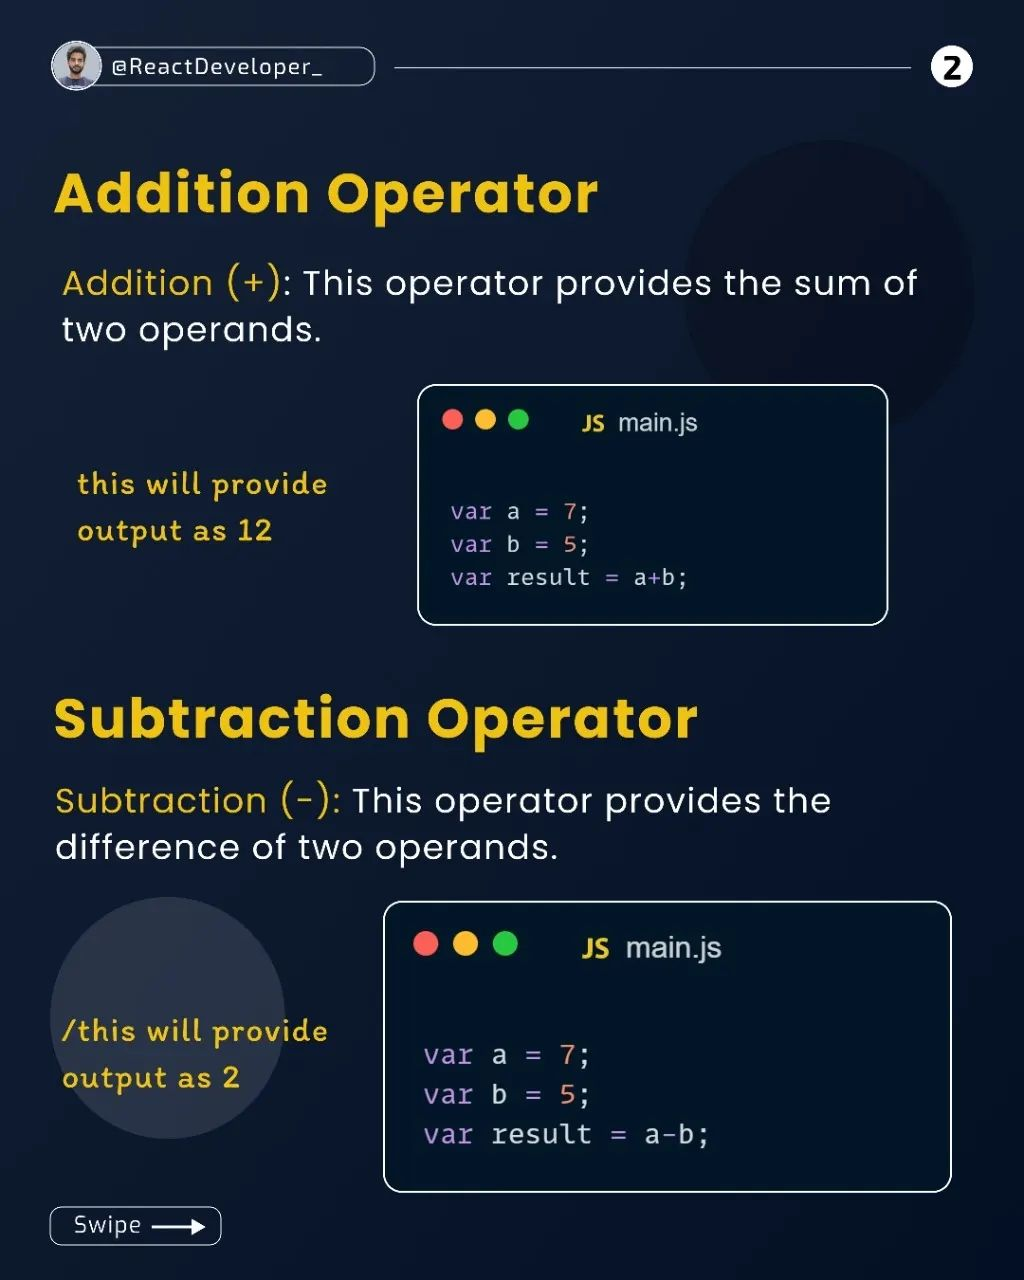 @ReactDeveloper_
2
Addition Operator
Addition (+): This operator provides the sum of
two operands.
JS main.js
this will provide
output as 12
var a = 7;
var b = 5;
var result = a+b;
Subtraction Operator
Subtraction (-): This operator provides the
difference of two operands.
JS main.js
/this will provide
output as 2
var a = 7;
var b = 5;
var result = a-b;
Swipe